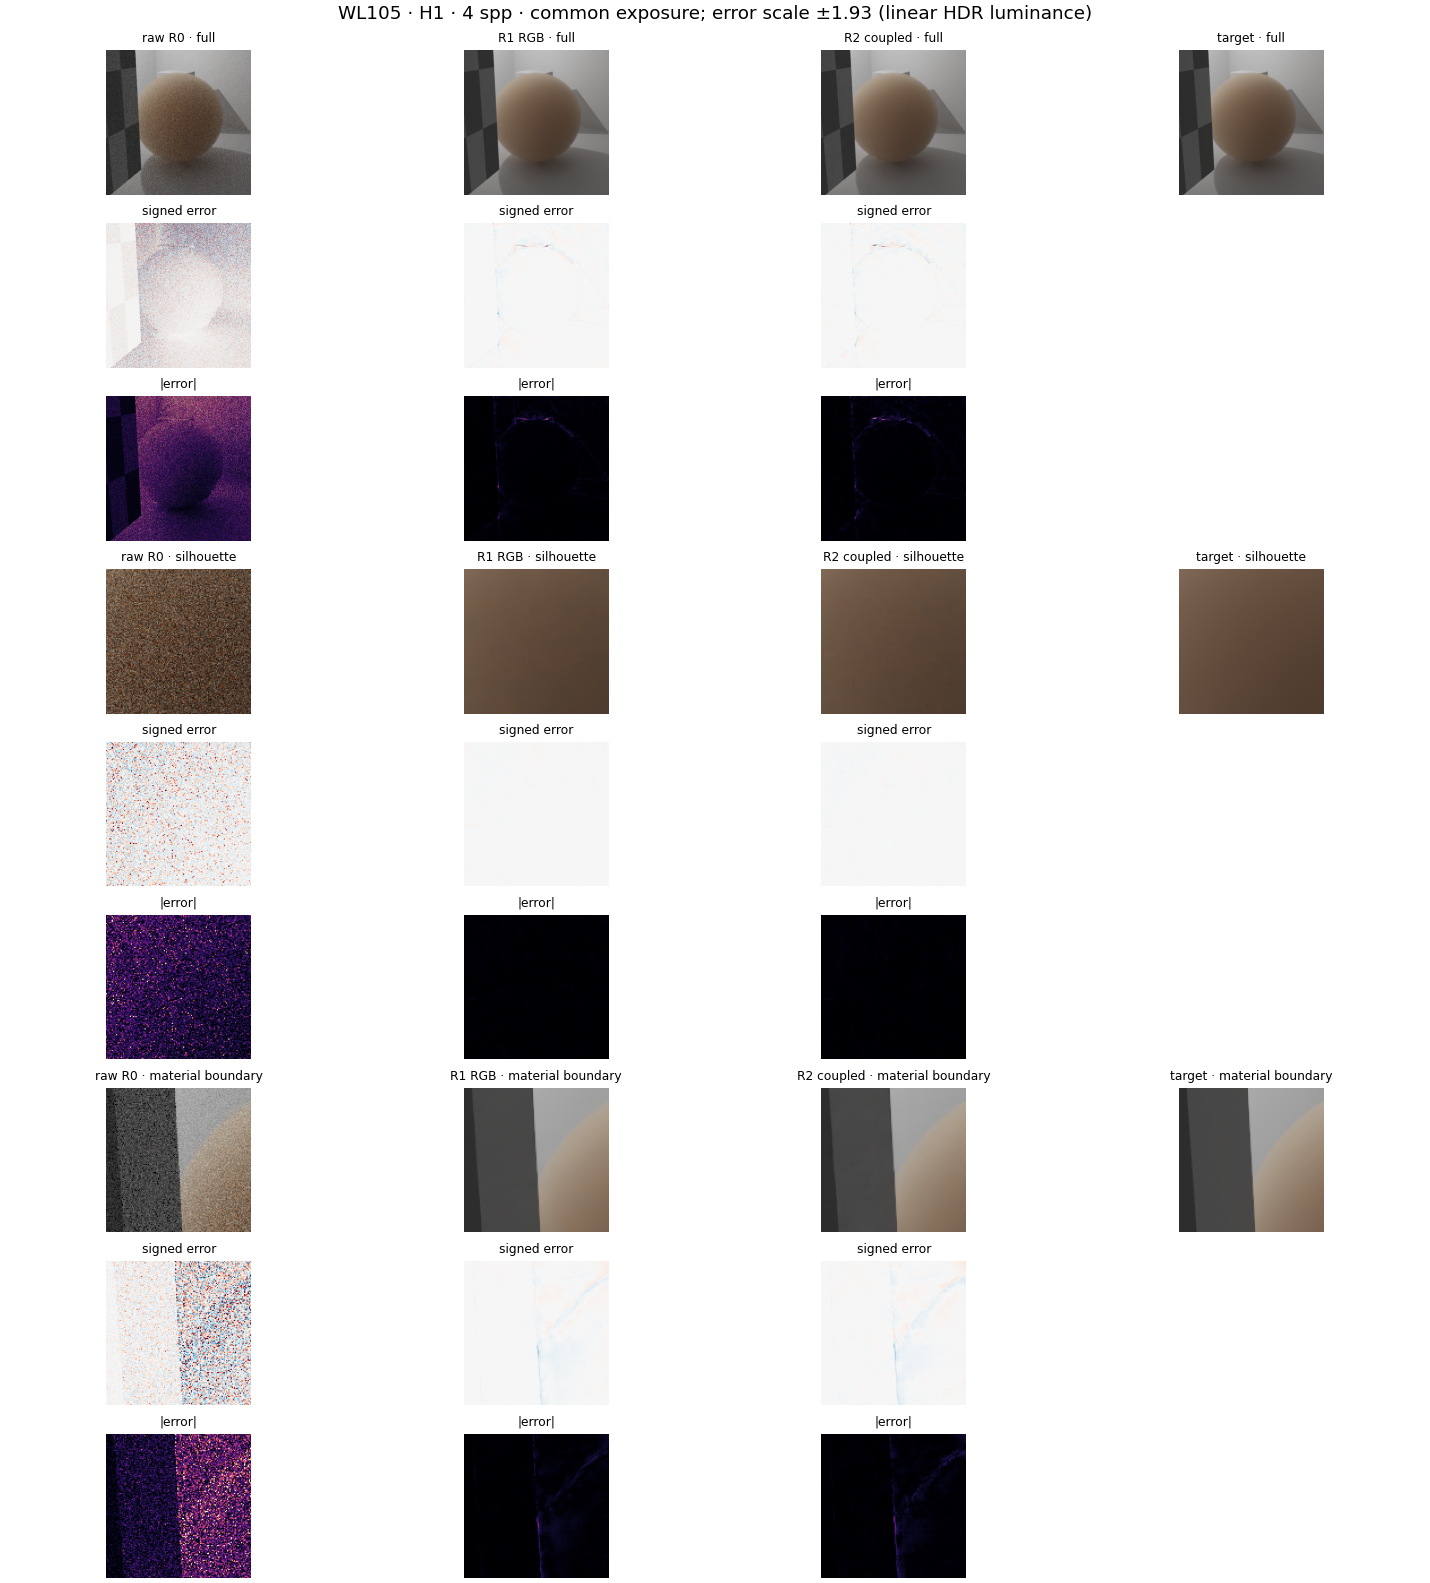 WL105 · H1 · 4 spp · common exposure; error scale ±1.93 (linear HDR luminance)
raw R0 · full
R1 RGB · full
R2 coupled · full
target · full
signed error
signed error
signed error
|error|
|error|
|error|
raw R0 · silhouette
R1 RGB · silhouette
R2 coupled · silhouette
target · silhouette
signed error
signed error
signed error
|error|
|error|
|error|
raw R0 · material boundary
R1 RGB · material boundary
R2 coupled · material boundary
target · material boundary
signed error
signed error
signed error
|error|
|error|
|error|